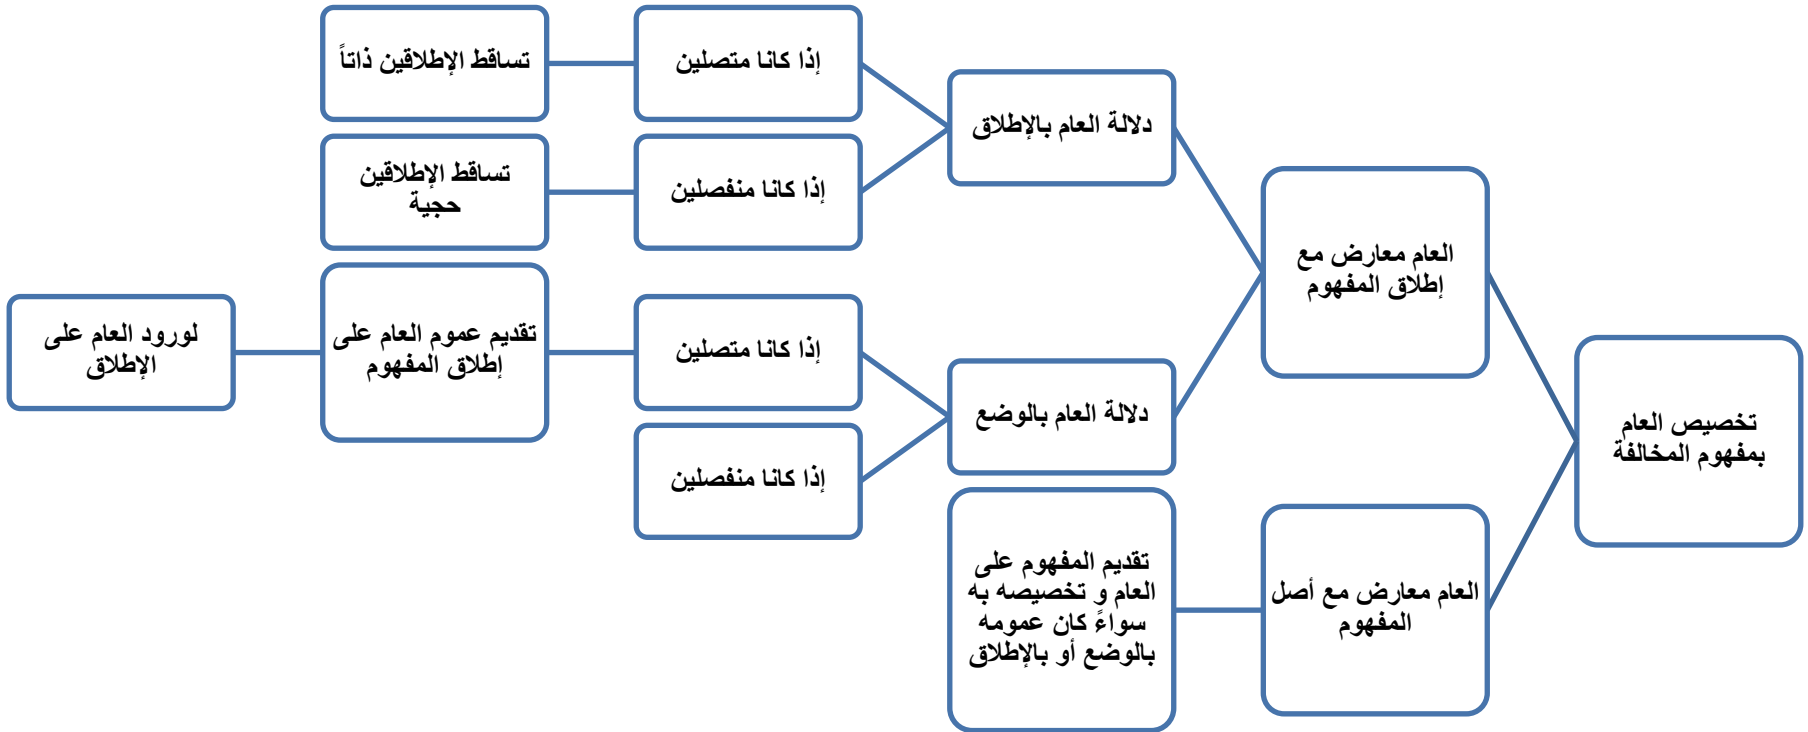 تخصيص العام
بمفهوم المخالفة
العام معارض مع
إطلاق المفهوم
دلالة العام بالإطلاق
إذا كانا متصلين
تساقط الإطلاقين ذاتاً
إذا كانا منفصلين
تساقط الإطلاقين
حجية
دلالة العام بالوضع
إذا كانا متصلين
تقديم عموم العام على
إطلاق المفهوم
لورود العام على
الإطلاق
إذا كانا منفصلين
العام معارض مع أصل
المفهوم
تقديم المفهوم على
العام و تخصيصه به
سواءً كان عمومه
بالوضع أو بالإطلاق